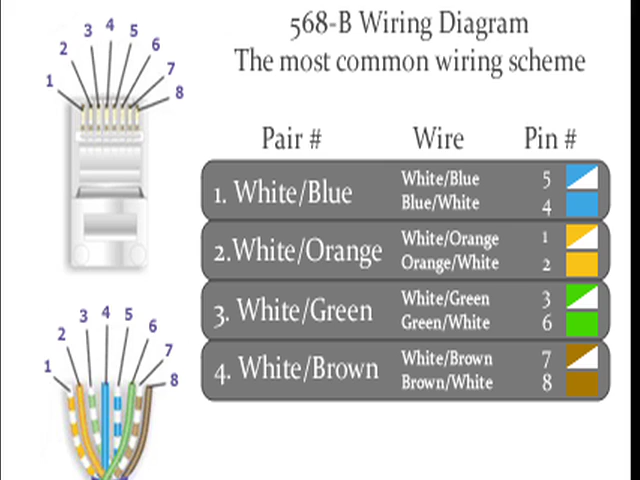 568-B Wiring Diagram
The most common wiring scheme
1 2 3 4 5 6 7 8
Pair # Wire Pin #
1. White/Blue
White/Blue 5
Blue/White 4
2.White/Orange
White/Orange 1
Orange/White 2
3. White/Green
White/Green 3
Green/White 6
4. White/Brown
White/Brown 7
Brown/White 8
1 2 3 4 5 6 7 8